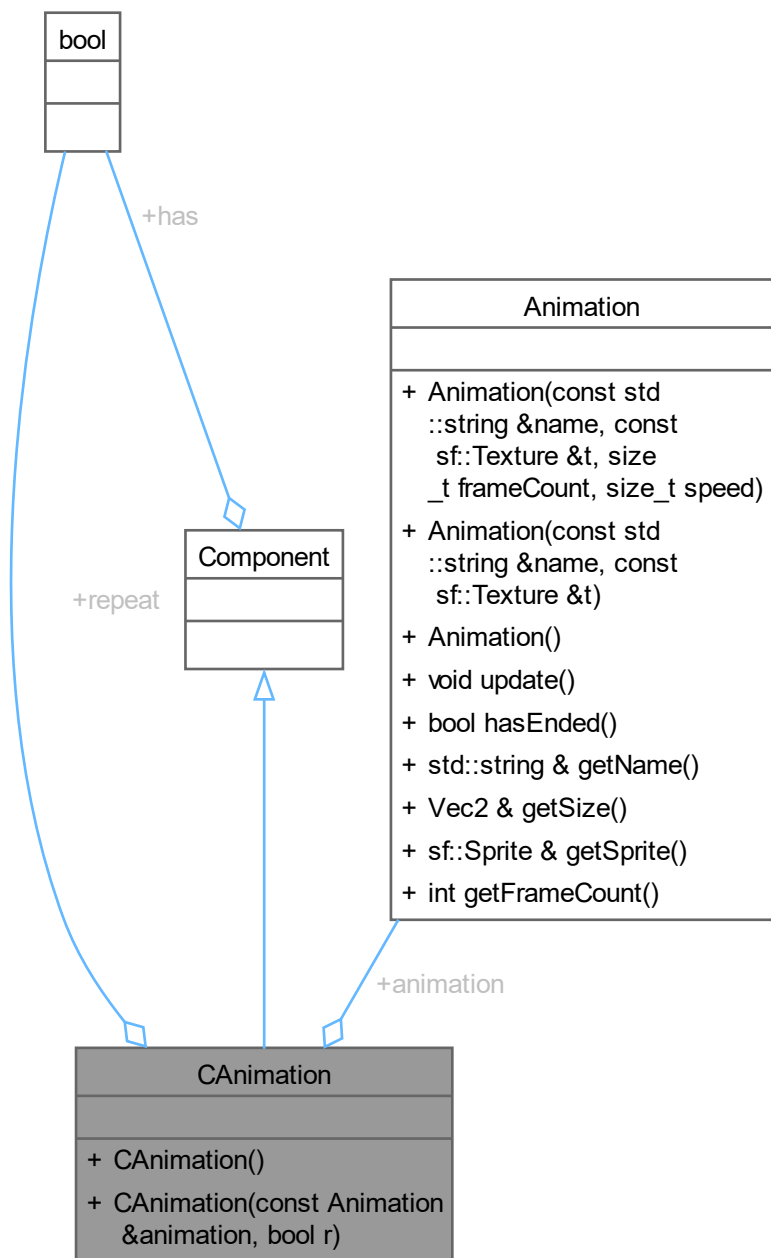 bool
+has
Animation
+ Animation(const std
::string &name, const
sf::Texture &t, size
_t frameCount, size_t speed)
+ Animation(const std
::string &name, const
sf::Texture &t)
+ Animation()
+ void update()
+ bool hasEnded()
+ std::string & getName()
+ Vec2 & getSize()
+ sf::Sprite & getSprite()
+ int getFrameCount()
Component
+repeat
+animation
CAnimation
+ CAnimation()
+ CAnimation(const Animation
&animation, bool r)